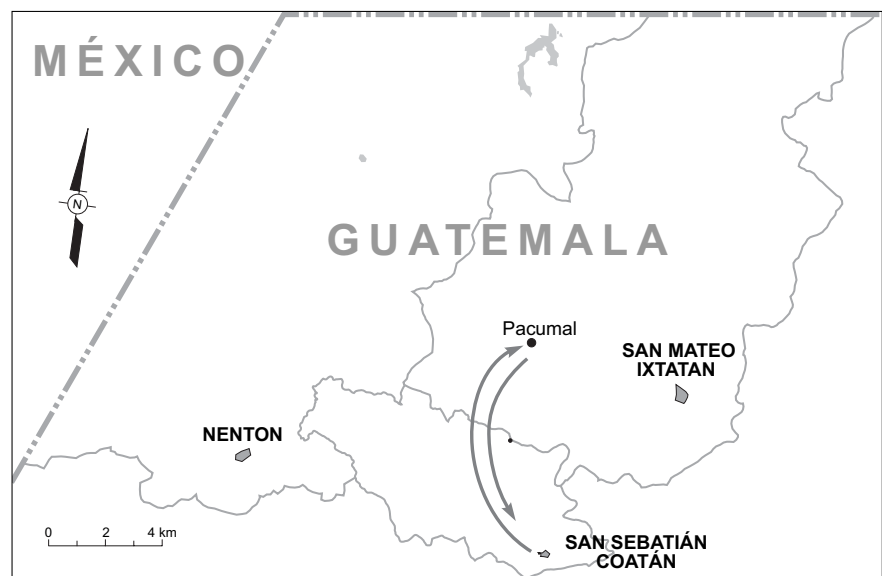 MÉXICO
N
GUATEMALA
Pacumal
SAN MATEO
IXTATAN
NENTON
0 2 4 km
SAN SEBATIÁN
COATÁN